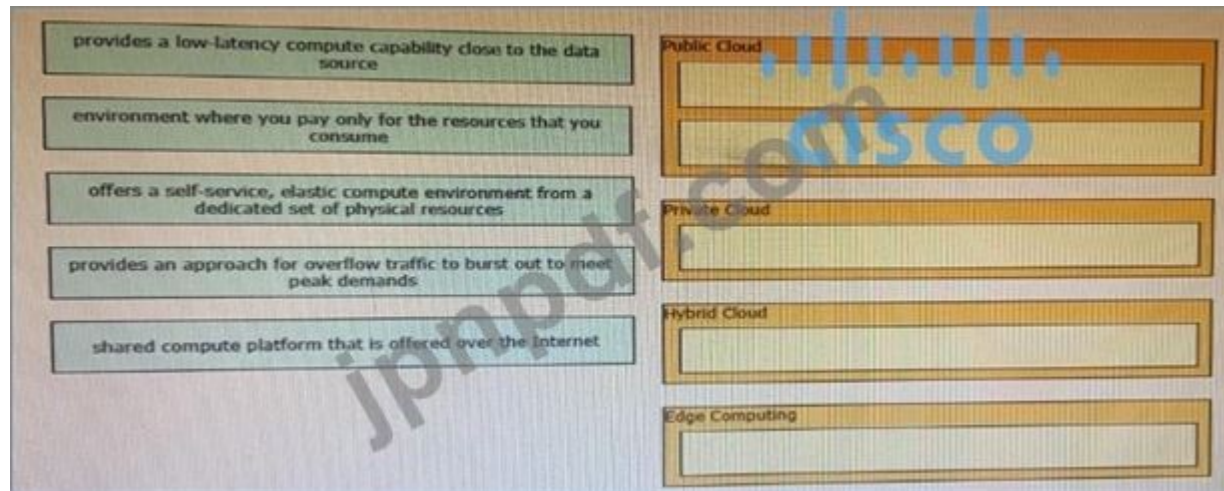 provides a low-latency compute capability close to the data
source
environment where you pay only for the resources that you
consume
offers a self-service, elastic compute environment from a
dedicated set of physical resources
provides an approach for overflow traffic to burst out to meet
peak demands
shared compute platform that is offered over the Internet
Public Cloud
CISCO
Private Cloud
Hybrid Cloud
Edge Computing
jpnpdf.com